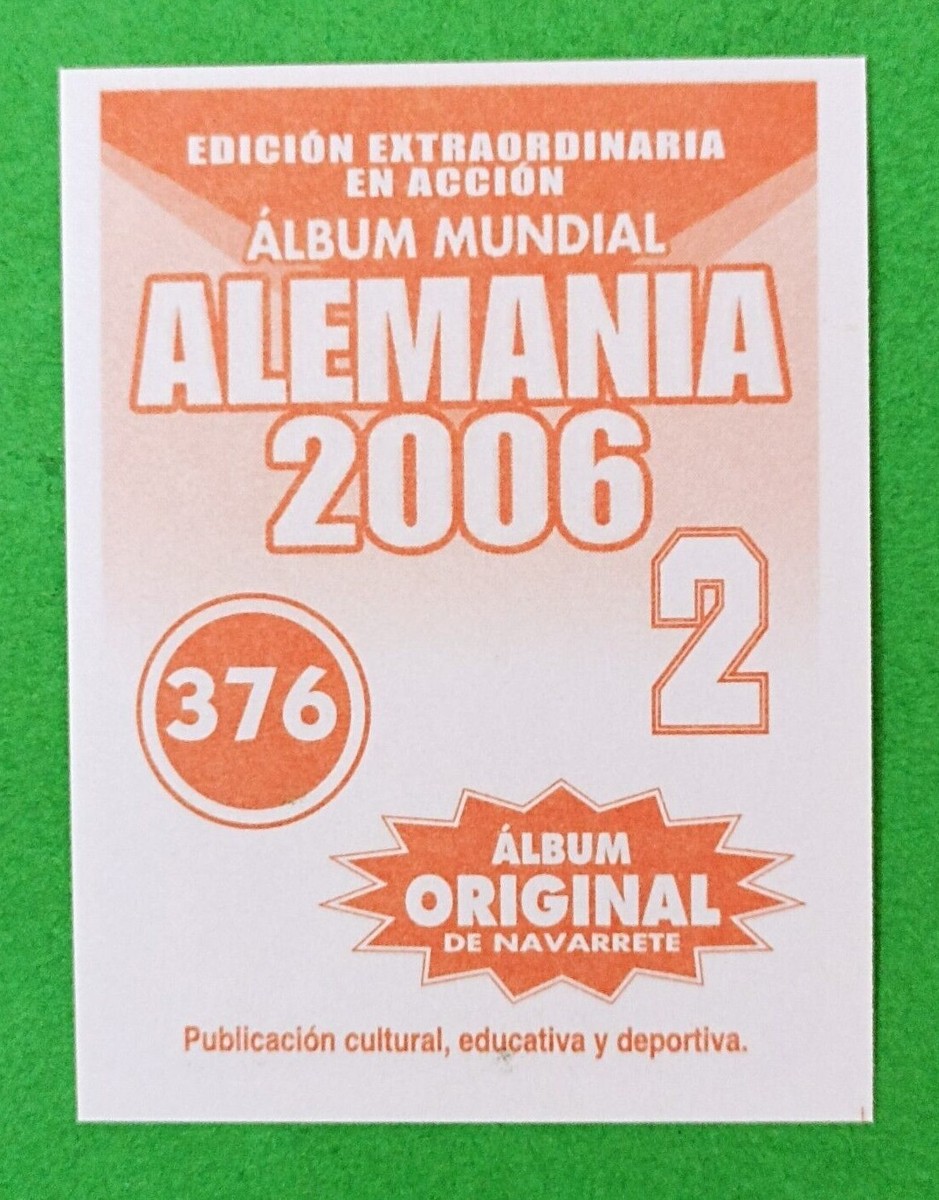 EDICIÓN EXTRAORDINARIA
EN ACCIÓN
ÁLBUM MUNDIAL
ALEMANIA
2006
2
376
ÁLBUM
ORIGINAL
DE NAVARRETE
Publicación cultural, educativa y deportiva.